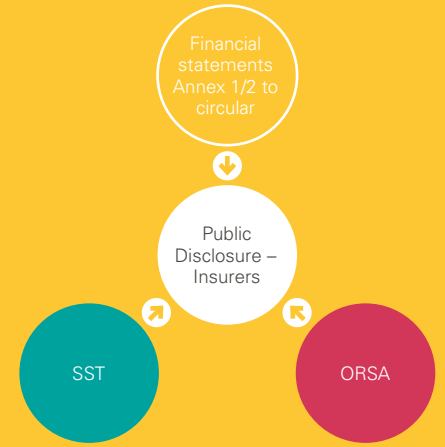 Financial
statements
Annex 1/2 to
circular
Public
Disclosure –
Insurers
SST
ORSA